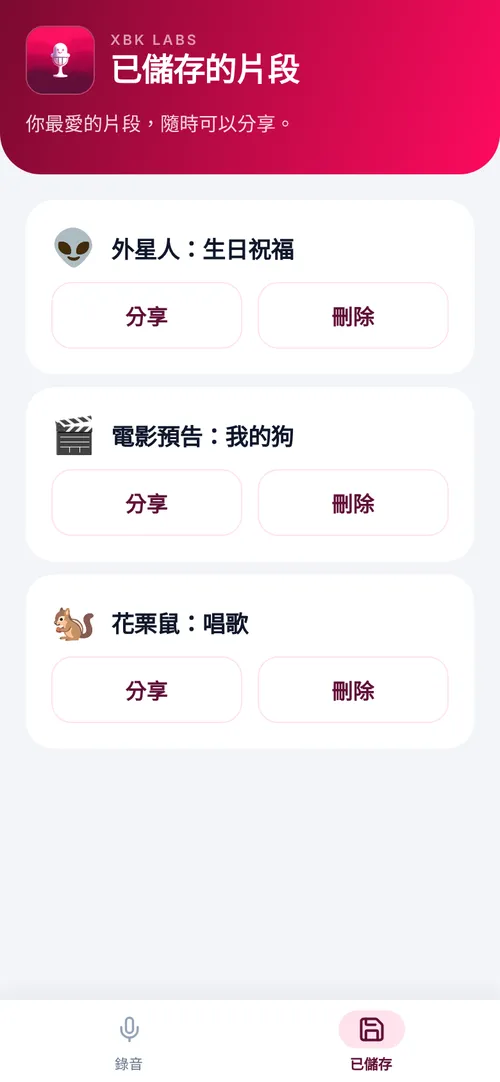 XBK LABS
已儲存的片段
你最愛的片段，隨時可以分享。
外星人：生日祝福
分享
刪除
電影預告：我的狗
分享
刪除
花栗鼠：唱歌
分享
刪除
錄音
已儲存